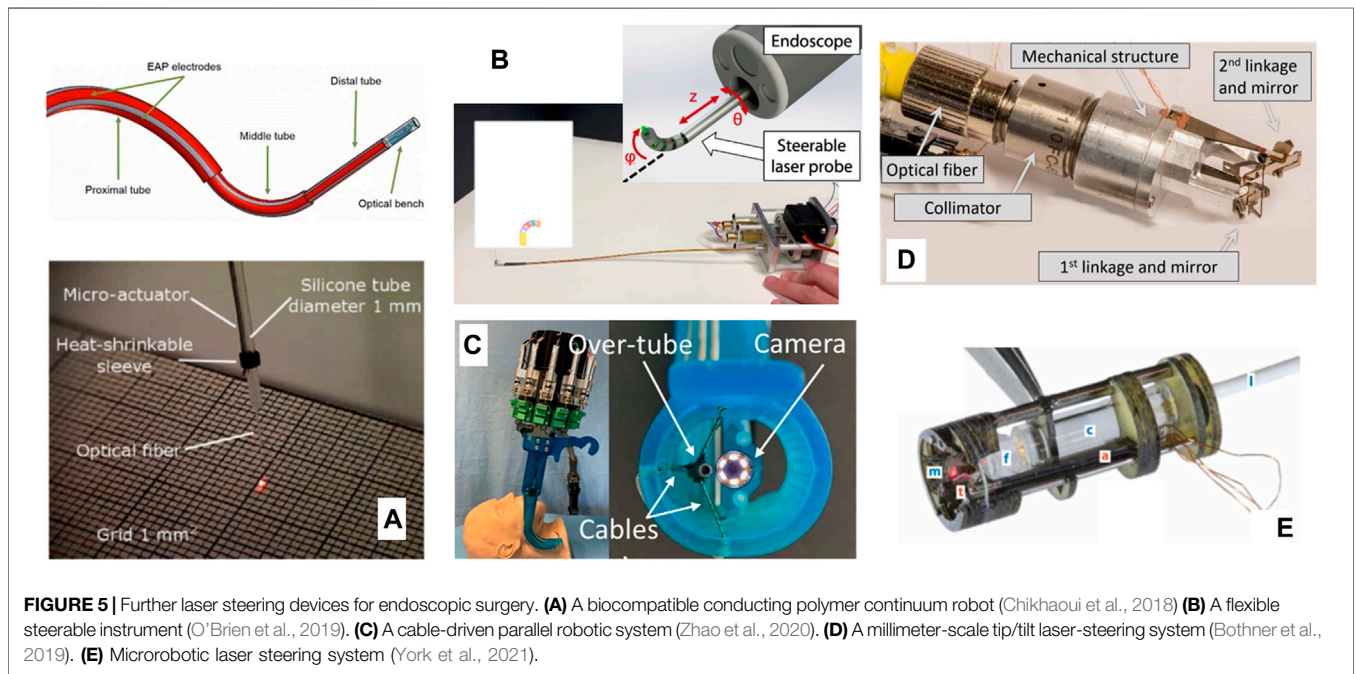 EAP electrodes
Distal tube
Middle tube
Proximal tube
Optical bench
Micro-actuator
Silicone tube
diameter 1 mm
Heat-shrinkable
sleeve
Optical fiber
Grid 1 mm²
A
B
Endoscope
z
θ
φ
Steerable
laser probe
C
Over-tube
Camera
Cables
Mechanical structure
2nd linkage
and mirror
Optical fiber
Collimator
D
1st linkage and mirror
l
c
f
a
m
t
E
FIGURE 5 | Further laser steering devices for endoscopic surgery. (A) A biocompatible conducting polymer continuum robot (Chikhaoui et al., 2018) (B) A flexible
steerable instrument (O'Brien et al., 2019). (C) A cable-driven parallel robotic system (Zhao et al., 2020). (D) A millimeter-scale tip/tilt laser-steering system (Bothner et al.,
2019). (E) Microrobotic laser steering system (York et al., 2021).